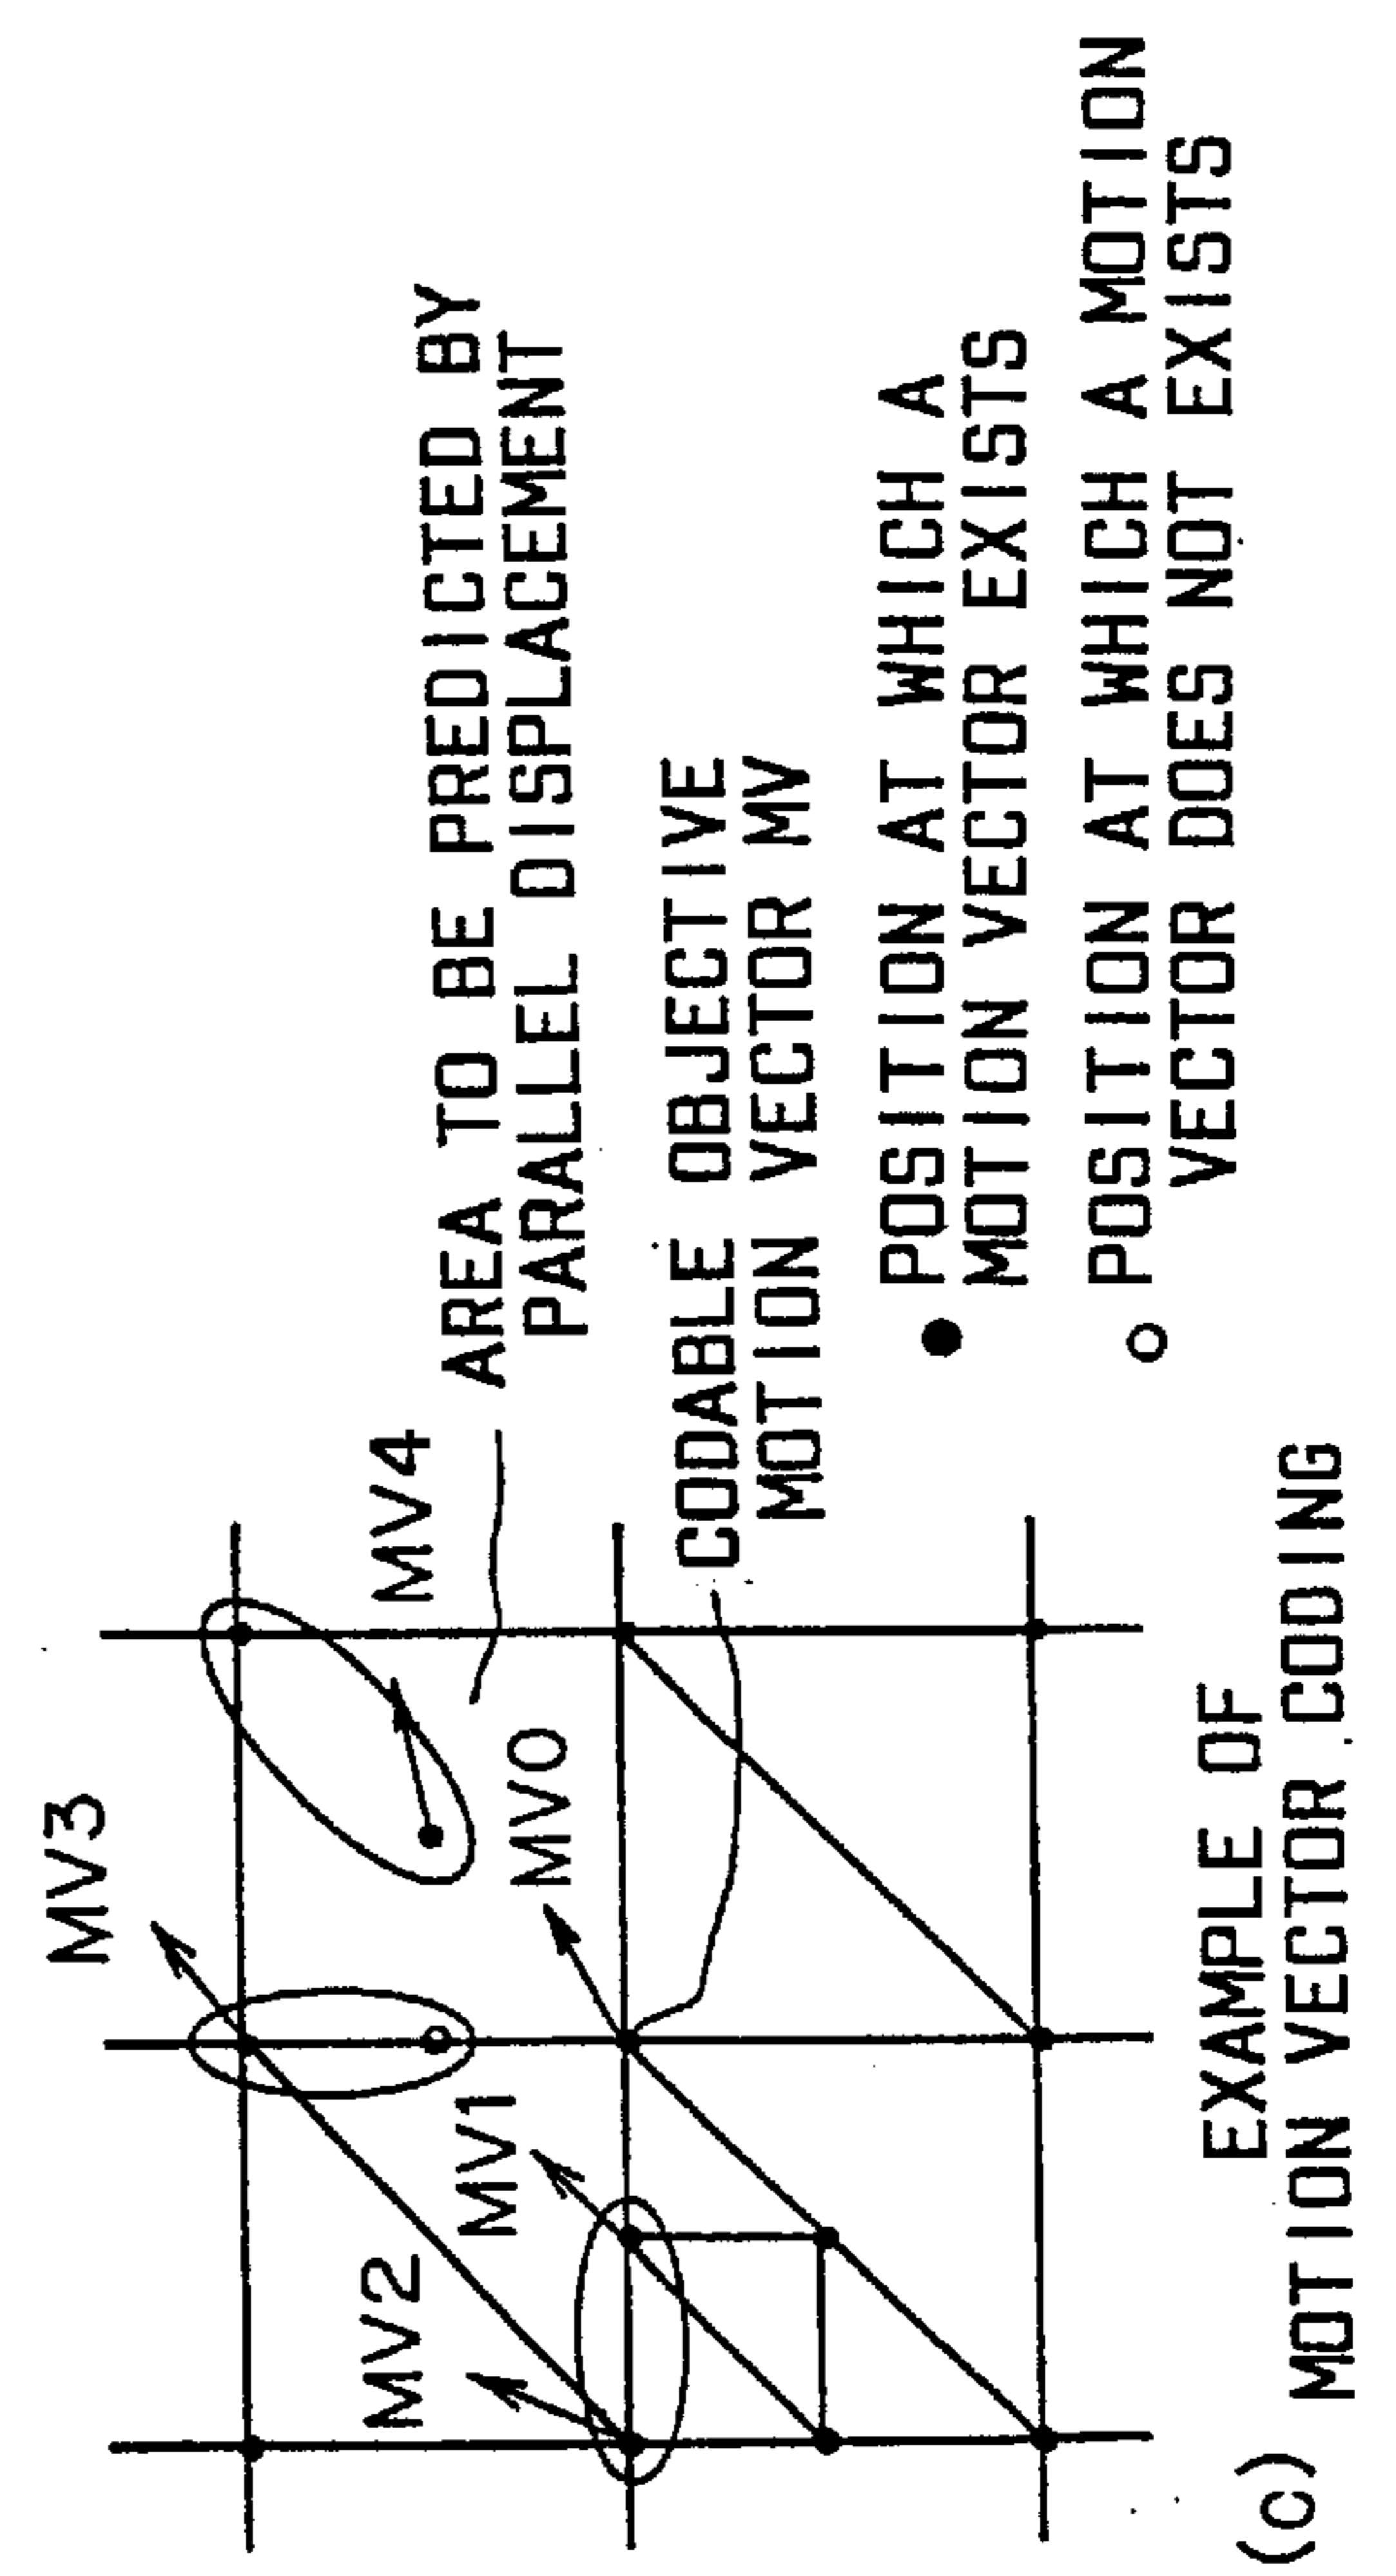 MV3
MV4
MV2
MV1
MV0
AREA TO BE PREDICTED BY
PARALLEL DISPLACEMENT
CODABLE OBJECTIVE
MOTION VECTOR MV
POSITION AT WHICH A
MOTION VECTOR EXISTS
POSITION AT WHICH A MOTION
VECTOR DOES NOT EXISTS
(c) EXAMPLE OF
MOTION VECTOR CODING